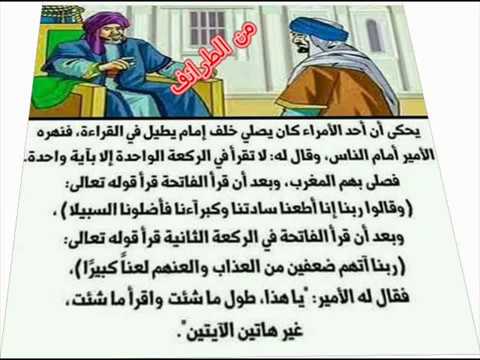 من الطرائف
يحكى أن أحد الأمراء كان يصلي خلف إمام يطيل في القراءة، فنهره
الأمير أمام الناس، وقال له: لا تقرأ في الركعة الواحدة إلا بآية واحدة.
فصلى بهم المغرب، وبعد أن قرأ الفاتحة قرأ قوله تعالى:
(وقالوا ربنا إنا أطعنا سادتنا وكبرآءنا فأضلونا السبيلا)،
وبعد أن قرأ الفاتحة في الركعة الثانية قرأ قوله تعالى:
(ربنا آتهم ضعفين من العذاب والعنهم لعناً كبيرًا)،
فقال له الأمير: "يا هذا، طول ما شئت واقرأ ما شئت،
غير هاتين الآيتين".